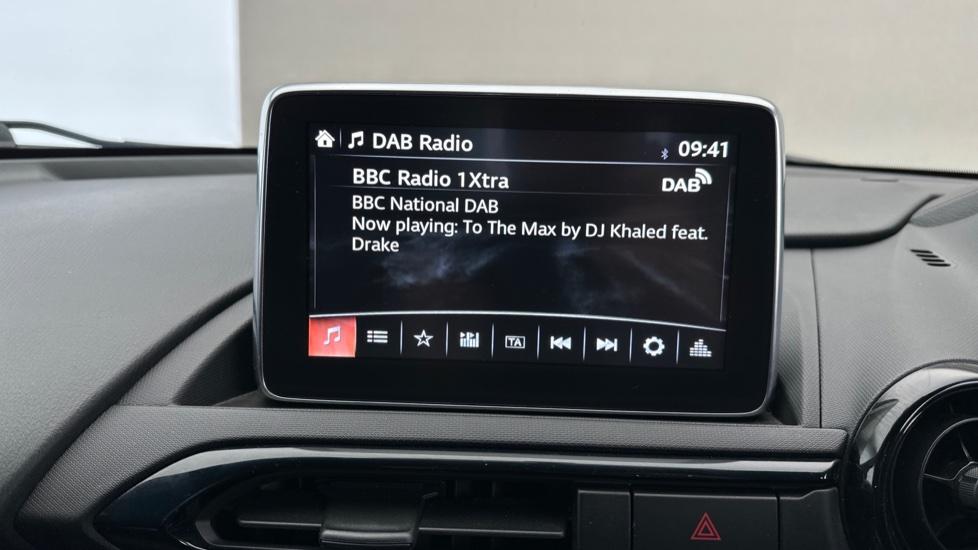 DAB Radio
09:41
BBC Radio 1Xtra
DAB
BBC National DAB
Now playing: To The Max by DJ Khaled feat.
Drake
TA